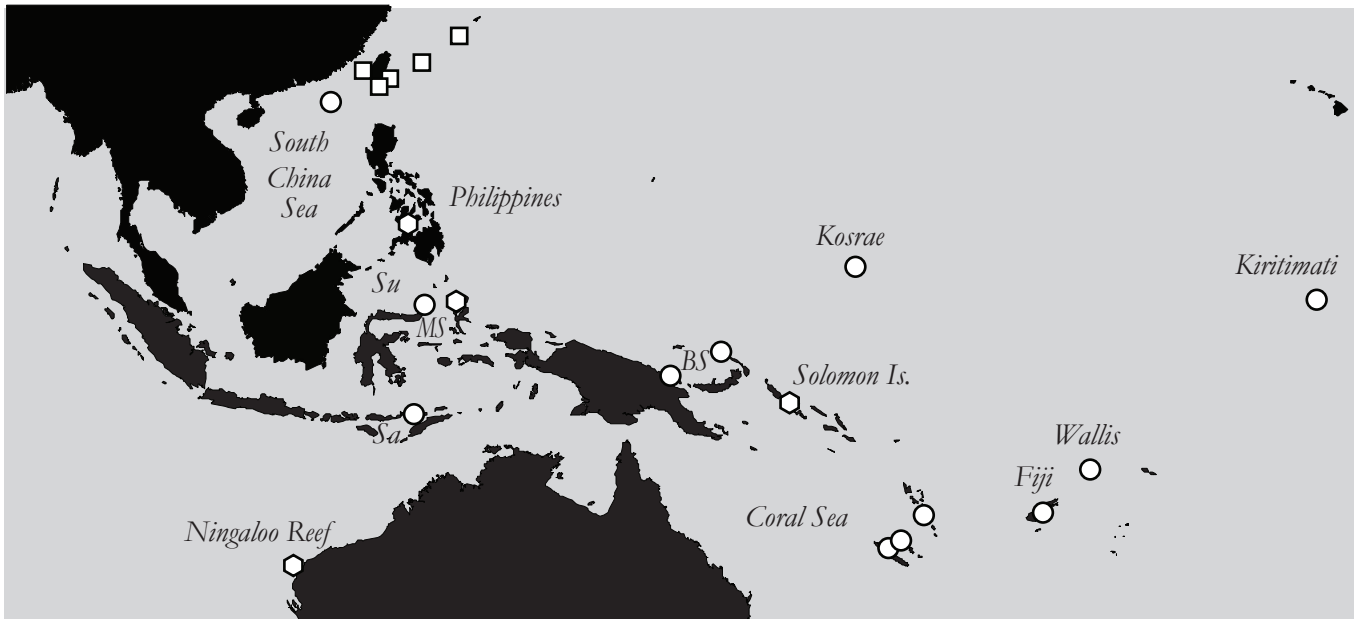 South
China
Sea
Philippines
Kosrae
Kiritimati
Su
MS
BS
Solomon Is.
Sa
Wallis
Fiji
Coral Sea
Ningaloo Reef